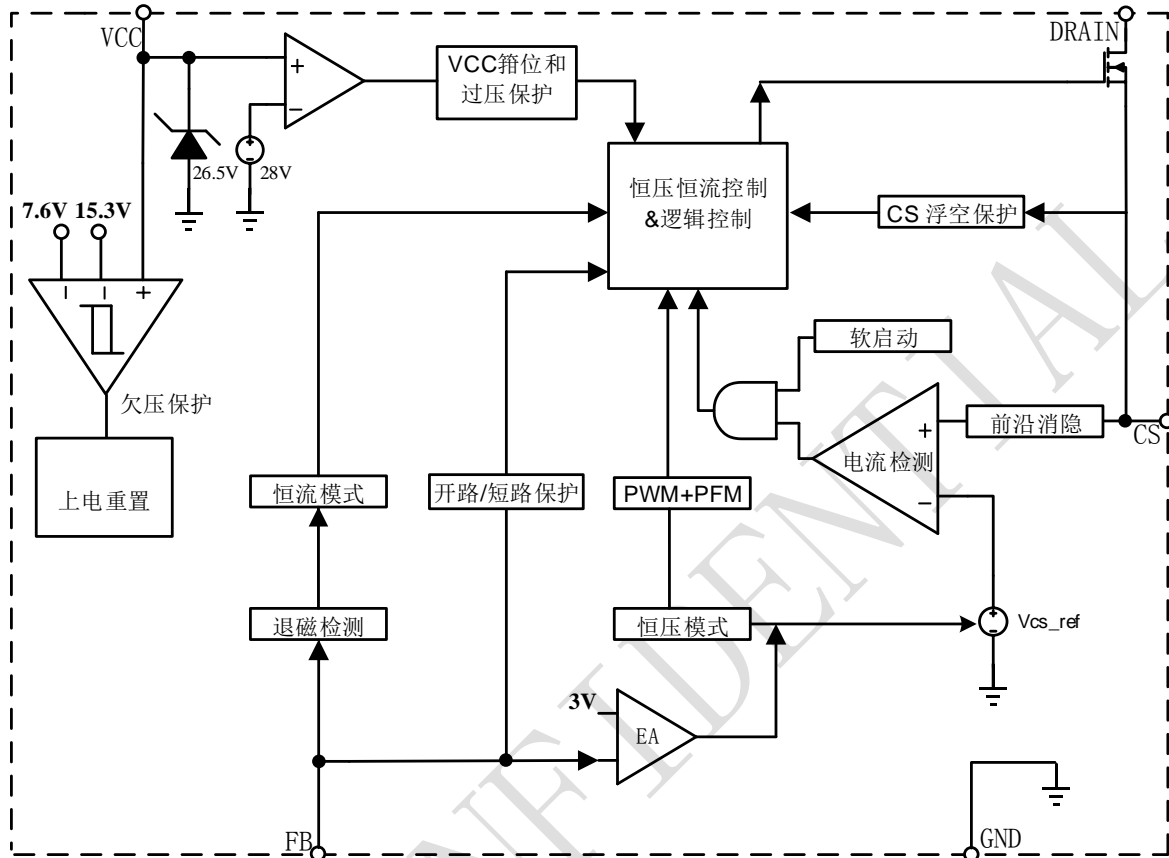 VCC
DRAIN
VCC箝位和
过压保护
26.5V
28V
7.6V
15.3V
恒压恒流控制
&逻辑控制
CS 浮空保护
软启动
欠压保护
前沿消隐
CS
上电重置
恒流模式
开路/短路保护
PWM+PFM
电流检测
退磁检测
恒压模式
Vcs_ref
3V
EA
FB
GND
NFIDENTIAL